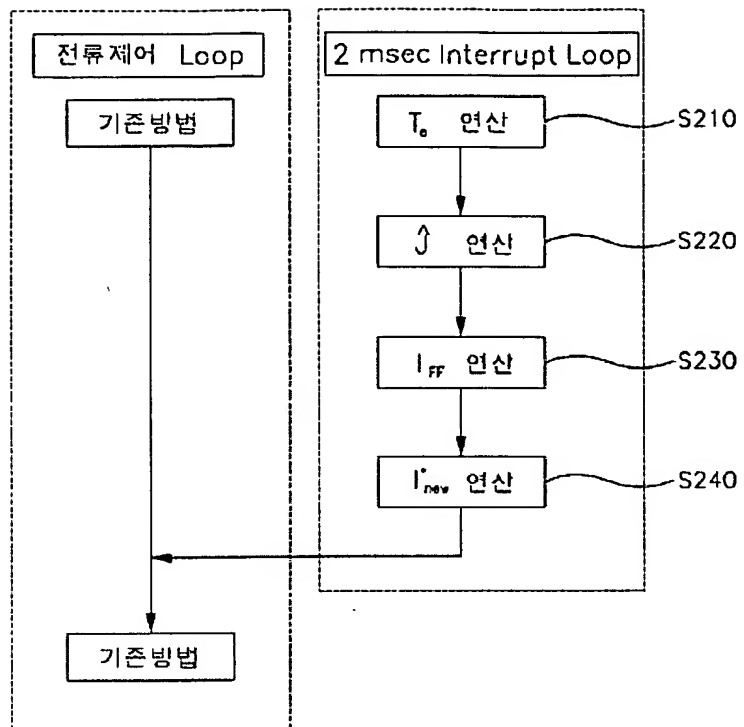 전류제어 Loop
기존방법
기존방법
2 msec Interrupt Loop
Tₑ 연산
S210
Ĵ 연산
S220
I_FF 연산
S230
I*_new 연산
S240